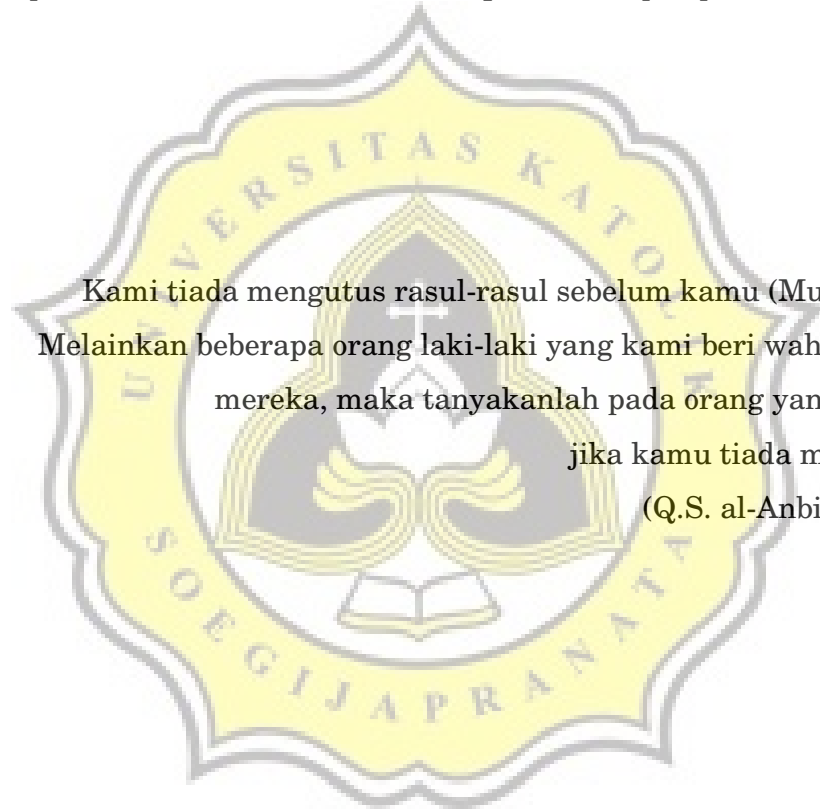 UNIVERSITAS KATOLIK
Kami tiada mengutus rasul-rasul sebelum kamu (Mu
Melainkan beberapa orang laki-laki yang kami beri wah
mereka, maka tanyakanlah pada orang yan
jika kamu tiada m
(Q.S. al-Anbi
SOEGIJAPRANATA